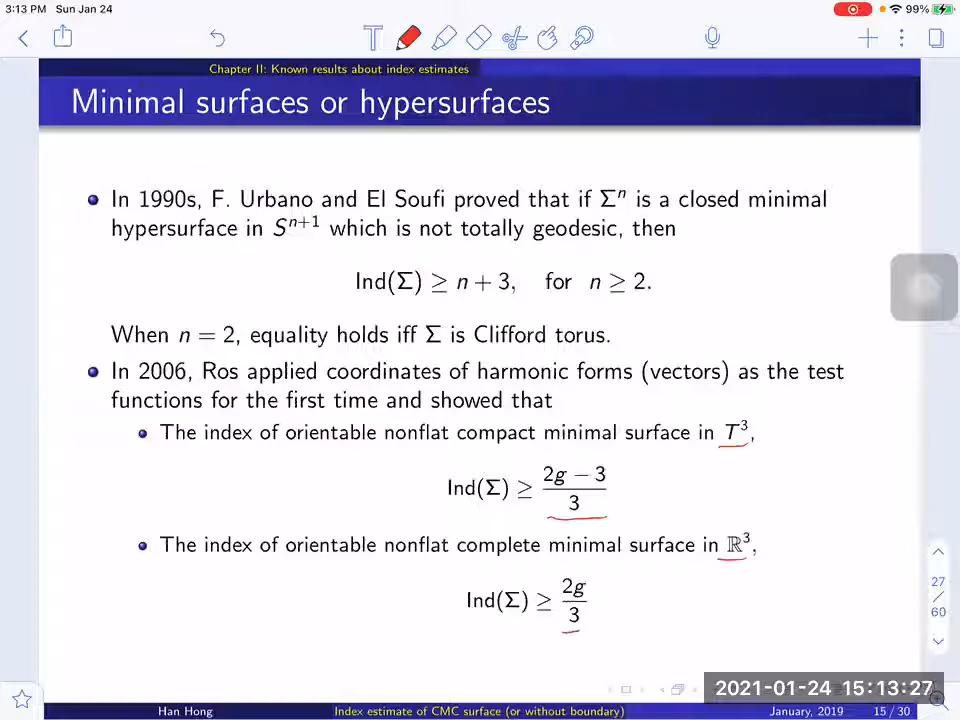 3:13 PM Sun Jan 24
99%
Chapter II: Known results about index estimates
Minimal surfaces or hypersurfaces
In 1990s, F. Urbano and El Soufi proved that if Σⁿ is a closed minimal
hypersurface in Sⁿ⁺¹ which is not totally geodesic, then
Ind(Σ) ≥ n + 3, for n ≥ 2.
When n = 2, equality holds iff Σ is Clifford torus.
In 2006, Ros applied coordinates of harmonic forms (vectors) as the test
functions for the first time and showed that
The index of orientable nonflat compact minimal surface in T³,
Ind(Σ) ≥ (2g − 3)/3
The index of orientable nonflat complete minimal surface in ℝ³,
Ind(Σ) ≥ 2g/3
27
/
60
2021-01-24 15:13:27
Han Hong Index estimate of CMC surface (or without boundary) January, 2019 15 / 30